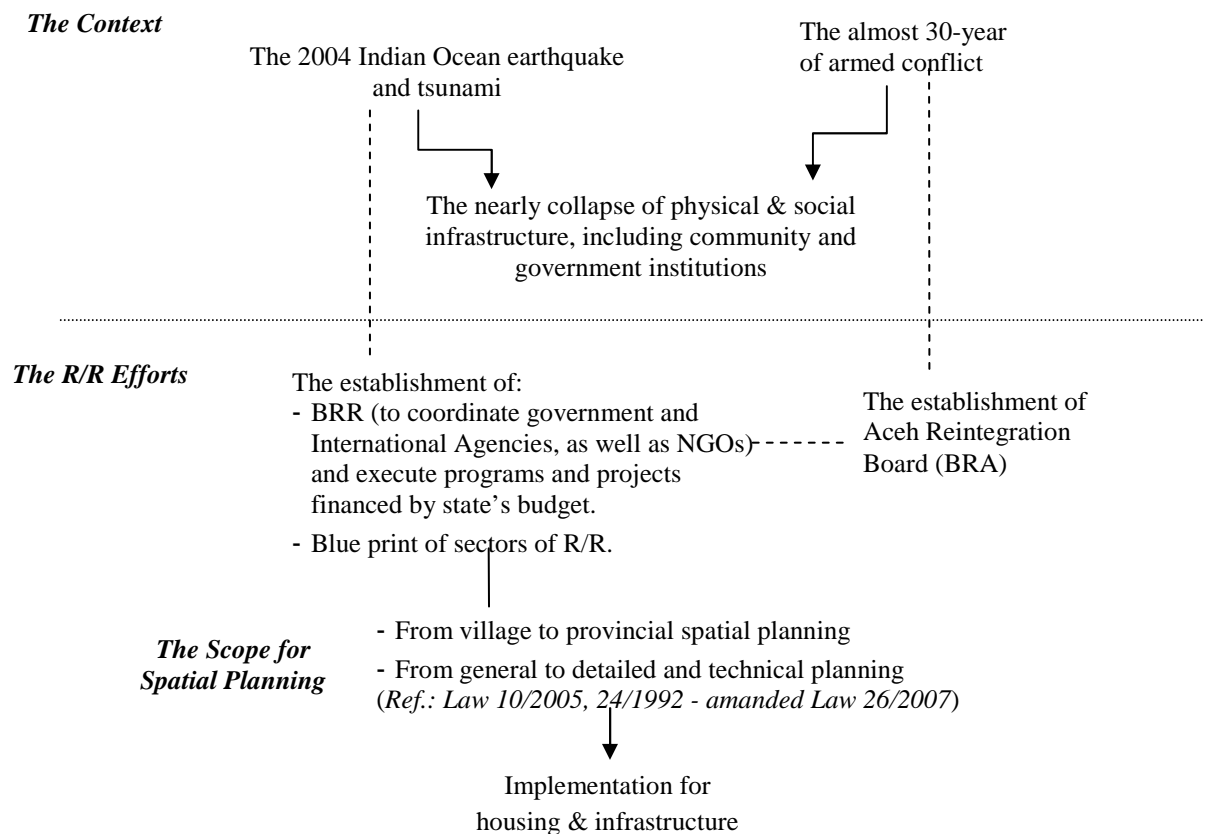 The Context
The 2004 Indian Ocean earthquake
and tsunami
The almost 30-year
of armed conflict
The nearly collapse of physical & social
infrastructure, including community and
government institutions
The R/R Efforts
The establishment of:
- BRR (to coordinate government and
International Agencies, as well as NGOs)
and execute programs and projects
financed by state’s budget.
- Blue print of sectors of R/R.
The establishment of
Aceh Reintegration
Board (BRA)
The Scope for
Spatial Planning
- From village to provincial spatial planning
- From general to detailed and technical planning
(Ref.: Law 10/2005, 24/1992 - amanded Law 26/2007)
Implementation for
housing & infrastructure